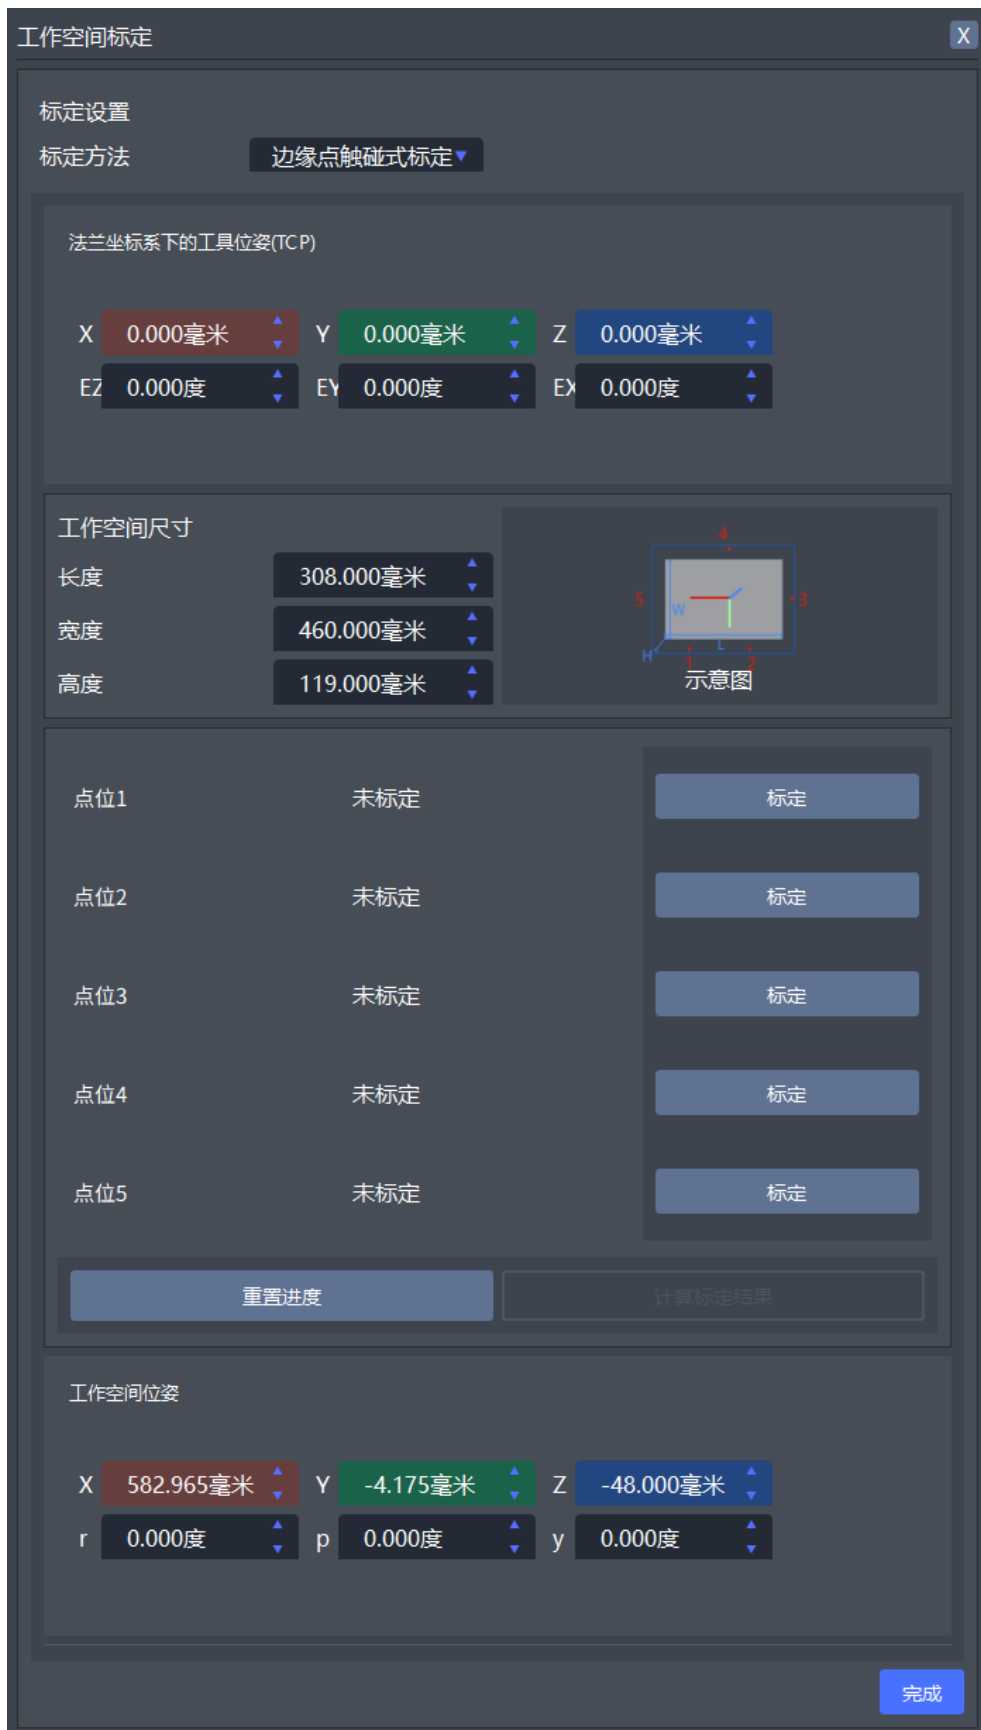 工作空间标定 X
标定设置
标定方法 边缘点触碰式标定
法兰坐标系下的工具位姿(TCP)
X 0.000毫米 Y 0.000毫米 Z 0.000毫米
EZ 0.000度 EY 0.000度 EX 0.000度
工作空间尺寸
长度 308.000毫米
宽度 460.000毫米
高度 119.000毫米
4
5 W 3
H 1 L 2
示意图
点位1 未标定 标定
点位2 未标定 标定
点位3 未标定 标定
点位4 未标定 标定
点位5 未标定 标定
重置进度 计算标定结果
工作空间位姿
X 582.965毫米 Y -4.175毫米 Z -48.000毫米
r 0.000度 p 0.000度 y 0.000度
完成